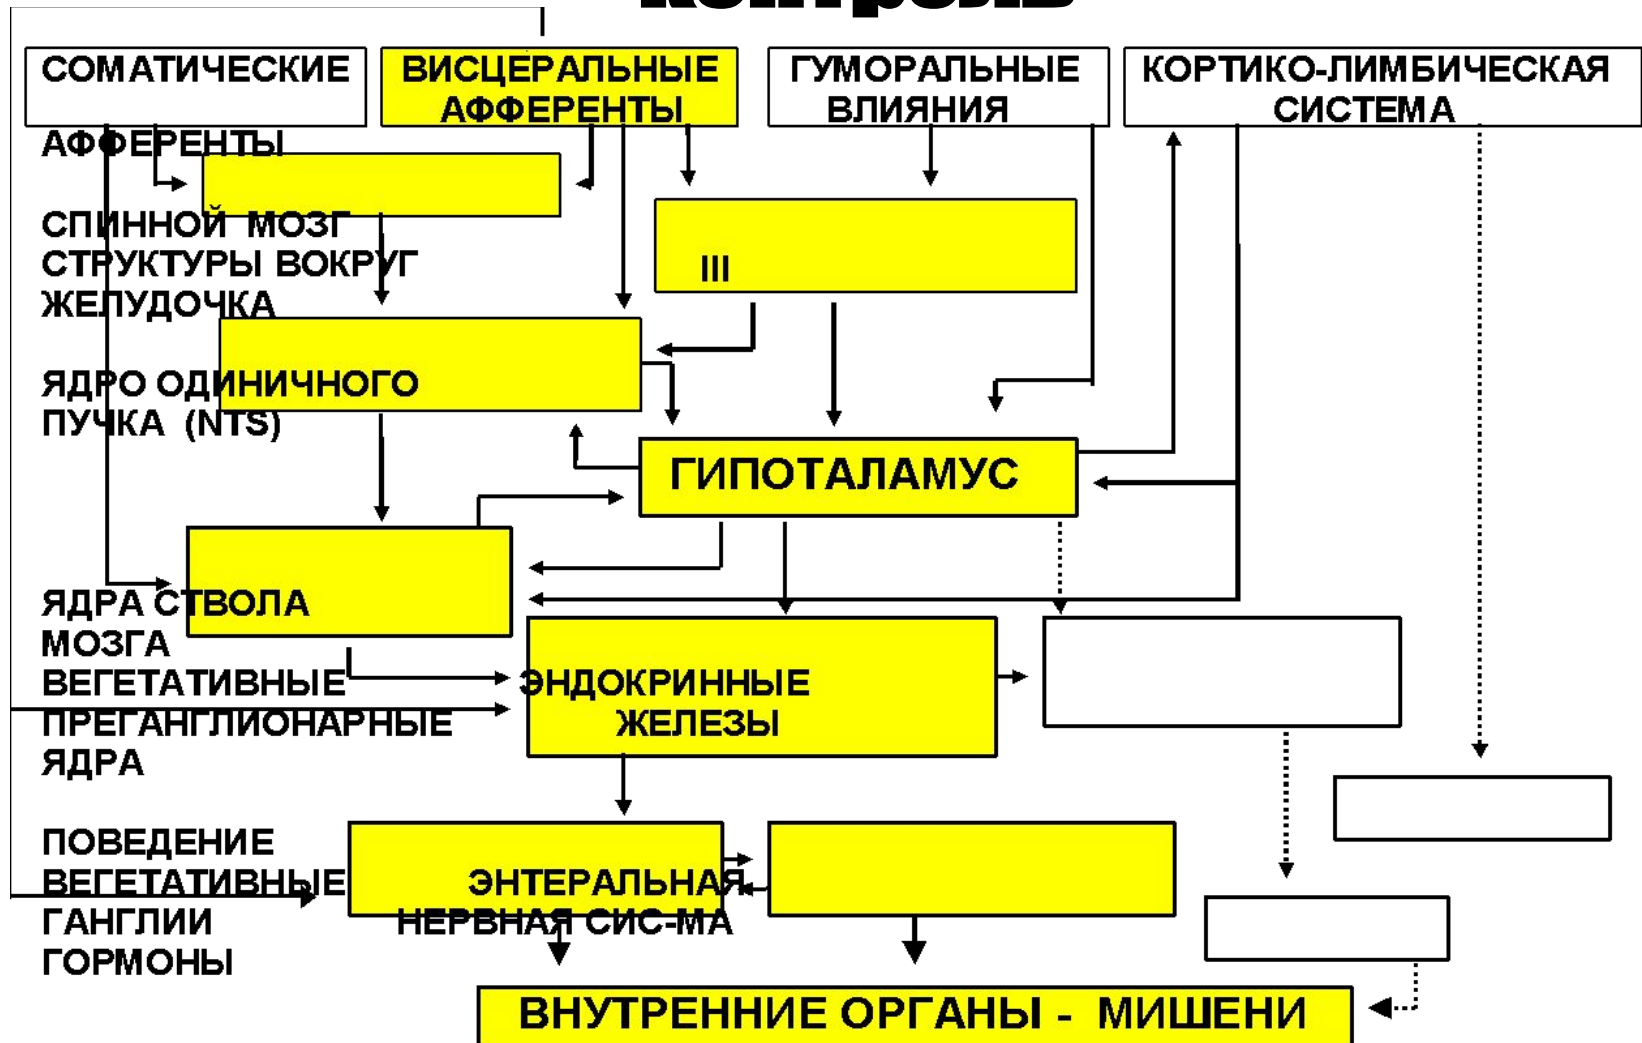 контроль
СОМАТИЧЕСКИЕ
АФФЕРЕНТЫ
ВИСЦЕРАЛЬНЫЕ
АФФЕРЕНТЫ
ГУМОРАЛЬНЫЕ
ВЛИЯНИЯ
КОРТИКО-ЛИМБИЧЕСКАЯ
СИСТЕМА
СПИННОЙ МОЗГ
СТРУКТУРЫ ВОКРУГ
III
ЖЕЛУДОЧКА
ЯДРО ОДИНИЧНОГО
ПУЧКА (NTS)
ГИПОТАЛАМУС
ЯДРА СТВОЛА
МОЗГА
ВЕГЕТАТИВНЫЕ
ПРЕГАНГЛИОНАРНЫЕ
ЯДРА
ЭНДОКРИННЫЕ
ЖЕЛЕЗЫ
ПОВЕДЕНИЕ
ВЕГЕТАТИВНЫЕ
ГАНГЛИИ
ГОРМОНЫ
ЭНТЕРАЛЬНАЯ
НЕРВНАЯ СИС-МА
ВНУТРЕННИЕ ОРГАНЫ - МИШЕНИ